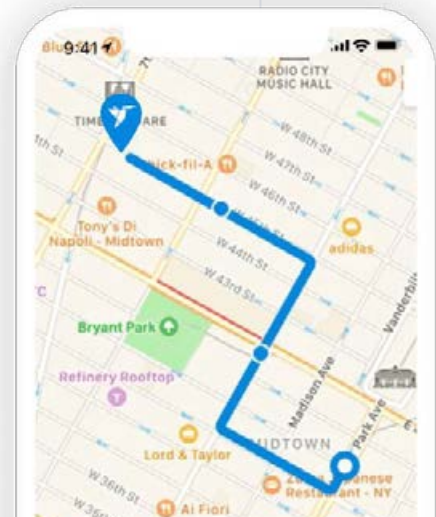 9:41
RADIO CITY
MUSIC HALL
W 48th St
W 47th St
W 46th St
Tony's Di
Napoli - Midtown
W 44th St
adidas
W 43rd St
Bryant Park
Vanderbil
Refinery Rooftop
Madison Ave
Park Ave
MIDTOWN
Lord & Taylor
Restaurant - NY
W 36th St
Ai Fiori